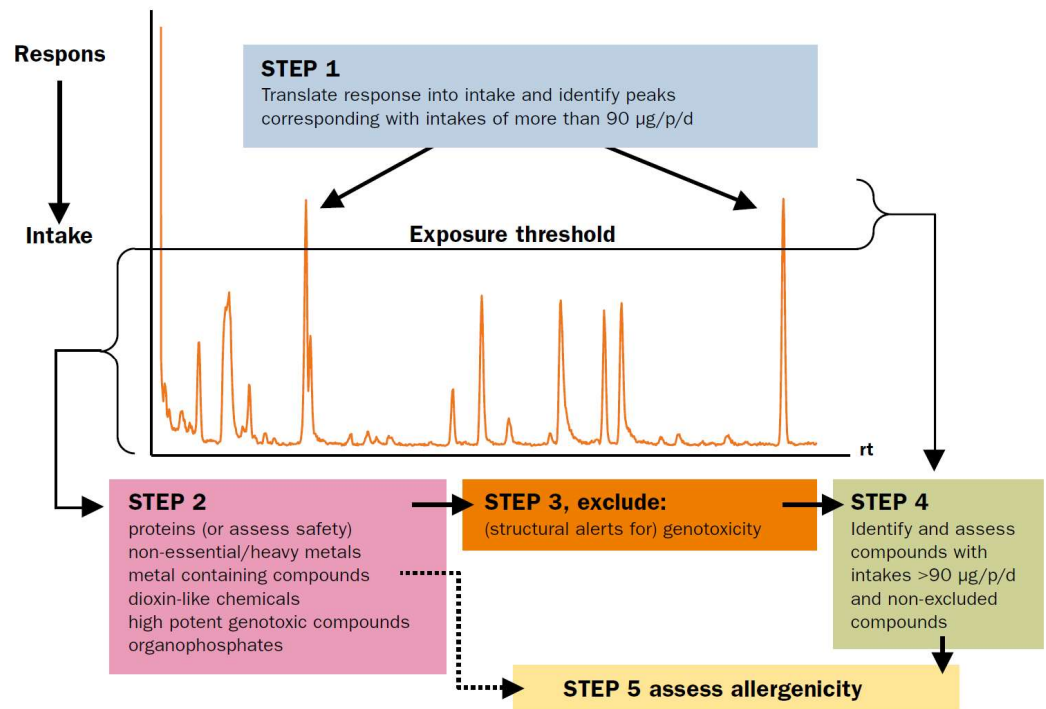 Respons
Intake
STEP 1
Translate response into intake and identify peaks
corresponding with intakes of more than 90 µg/p/d
Exposure threshold
rt
STEP 2
proteins (or assess safety)
non-essential/heavy metals
metal containing compounds
dioxin-like chemicals
high potent genotoxic compounds
organophosphates
STEP 3, exclude:
(structural alerts for) genotoxicity
STEP 4
Identify and assess
compounds with
intakes >90 µg/p/d
and non-excluded
compounds
STEP 5 assess allergenicity